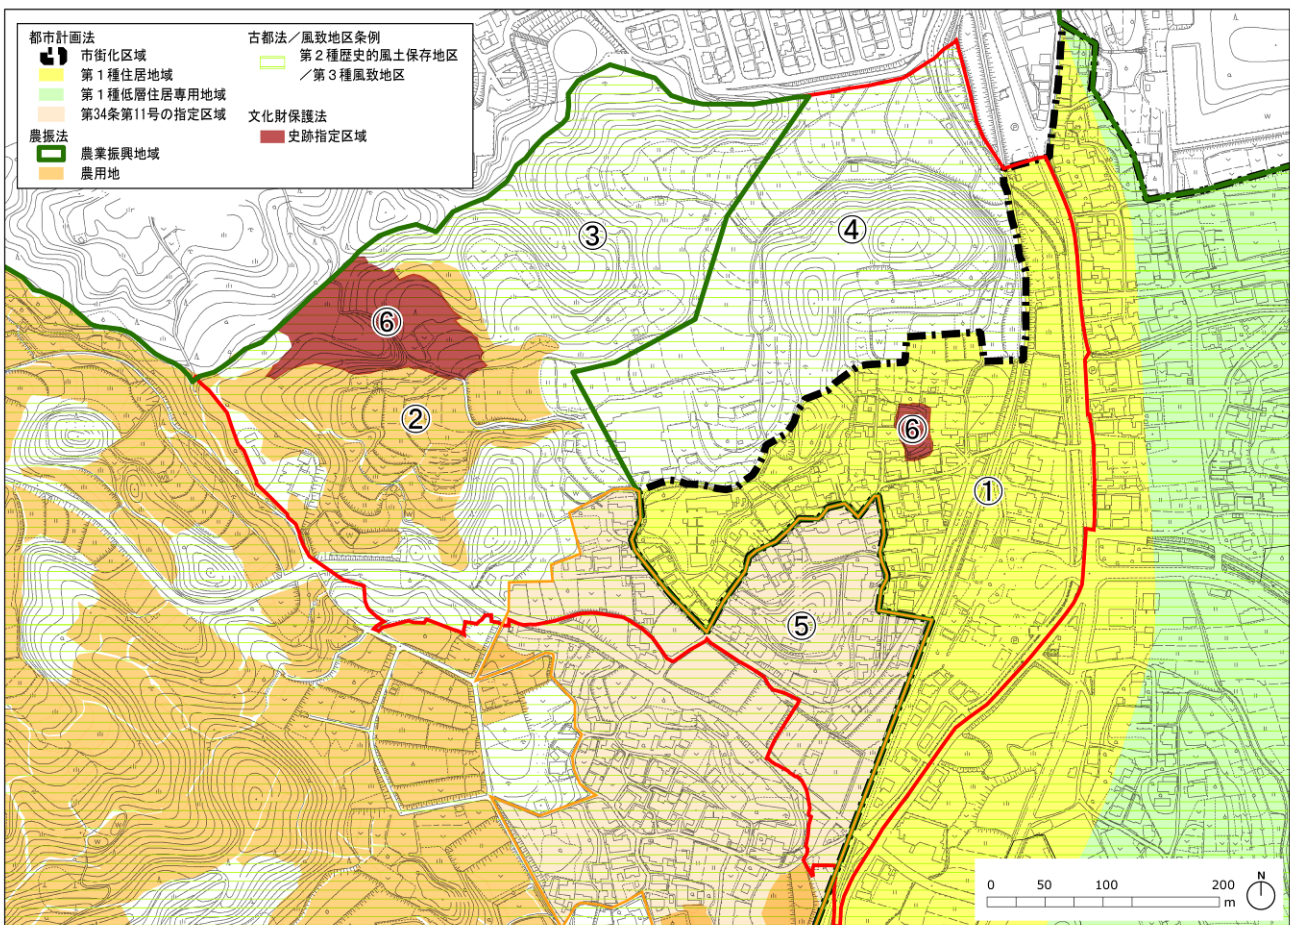 都市計画法
市街化区域
第1種住居地域
第1種低層住居専用地域
第34条第11号の指定区域
農振法
農業振興地域
農用地
古都法／風致地区条例
第2種歴史的風土保存地区
／第3種風致地区
文化財保護法
史跡指定区域
③
④
⑥
②
⑥
①
⑤
0 50 100 200
m
N